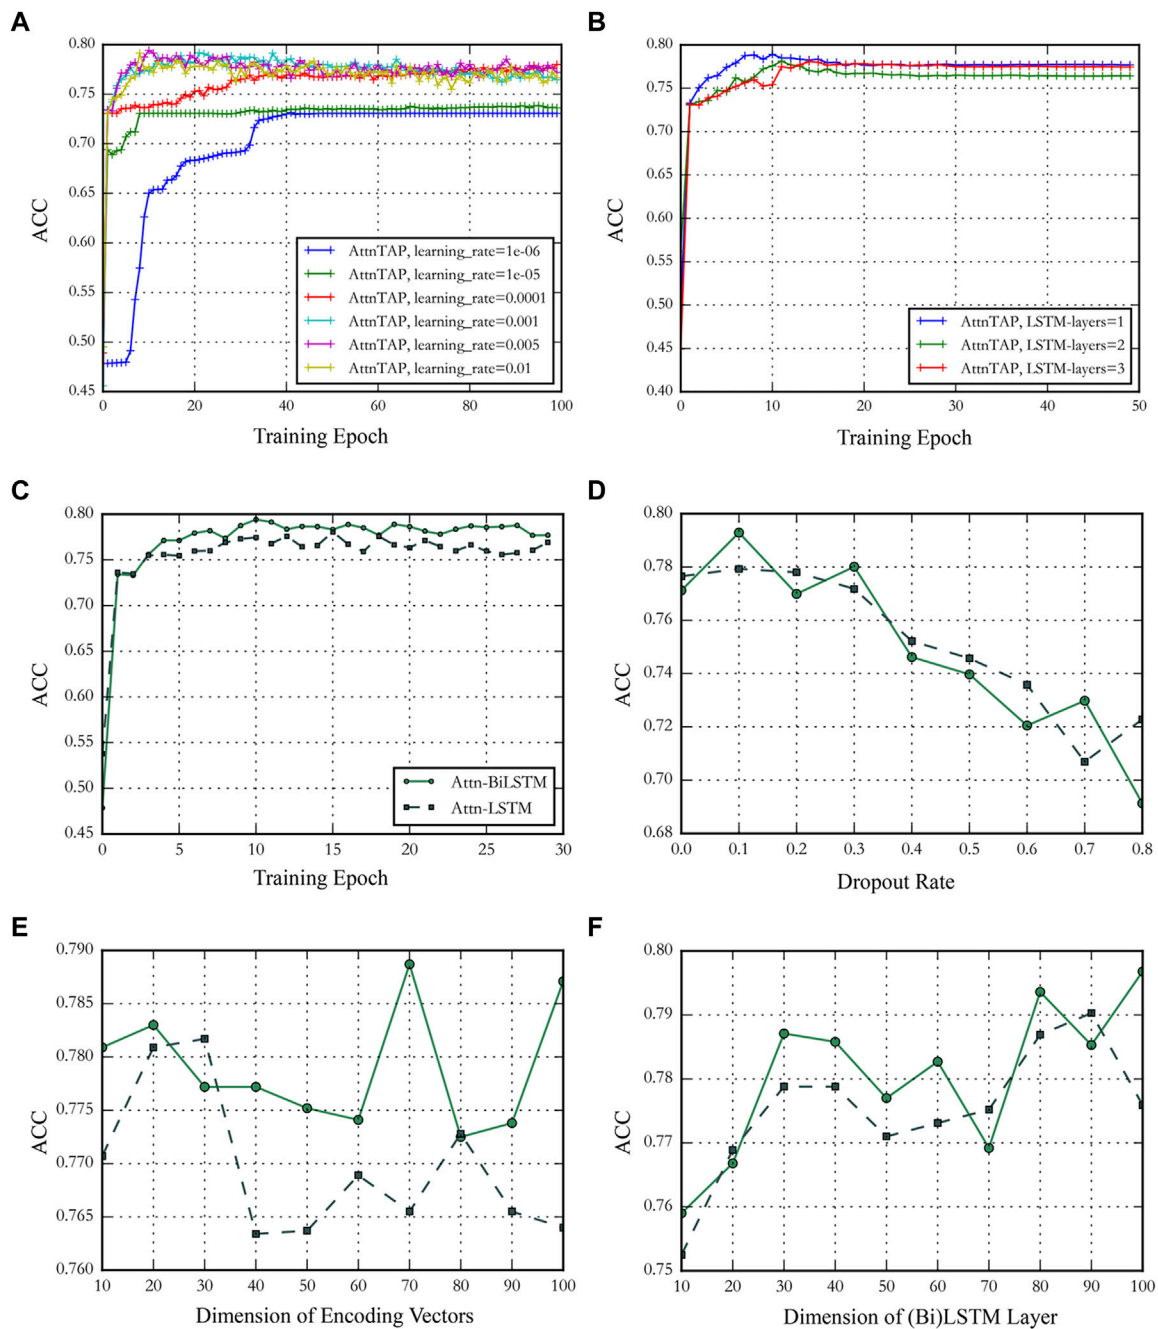 A
0.80
0.75
0.70
0.65
0.60
0.55
0.50
0.45
ACC
0 20 40 60 80 100
Training Epoch
AttnTAP, learning_rate=1e-06
AttnTAP, learning_rate=1e-05
AttnTAP, learning_rate=0.0001
AttnTAP, learning_rate=0.001
AttnTAP, learning_rate=0.005
AttnTAP, learning_rate=0.01
B
0.80
0.75
0.70
0.65
0.60
0.55
0.50
0.45
0.40
ACC
0 10 20 30 40 50
Training Epoch
AttnTAP, LSTM-layers=1
AttnTAP, LSTM-layers=2
AttnTAP, LSTM-layers=3
C
0.80
0.75
0.70
0.65
0.60
0.55
0.50
0.45
ACC
0 5 10 15 20 25 30
Training Epoch
Attn-BiLSTM
Attn-LSTM
D
0.80
0.78
0.76
0.74
0.72
0.70
0.68
ACC
0.0 0.1 0.2 0.3 0.4 0.5 0.6 0.7 0.8
Dropout Rate
E
0.790
0.785
0.780
0.775
0.770
0.765
0.760
ACC
10 20 30 40 50 60 70 80 90 100
Dimension of Encoding Vectors
F
0.80
0.79
0.78
0.77
0.76
0.75
ACC
10 20 30 40 50 60 70 80 90 100
Dimension of (Bi)LSTM Layer